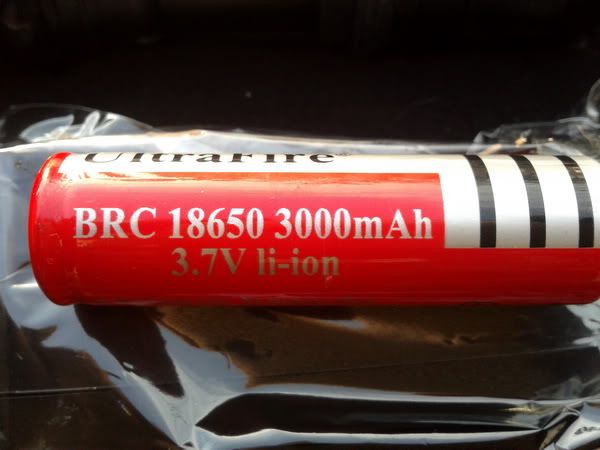 UltraFire
BRC 18650 3000mAh
3.7V li-ion